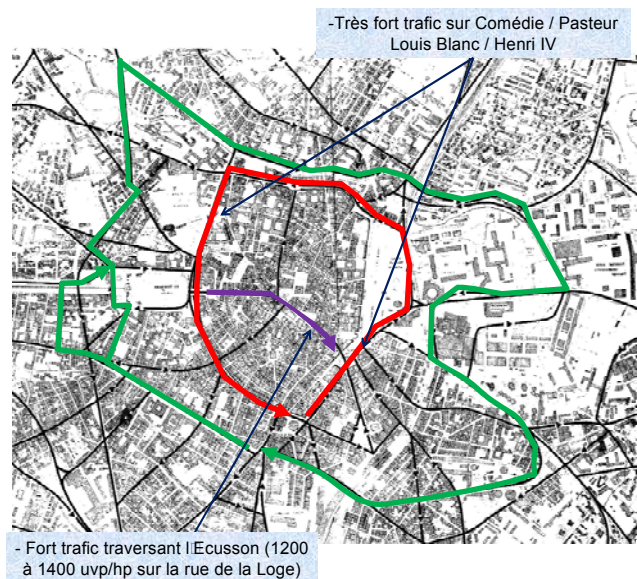 -Très fort trafic sur Comédie / Pasteur
Louis Blanc / Henri IV
- Fort trafic traversant l Ecusson (1200
à 1400 uvp/hp sur la rue de la Loge)